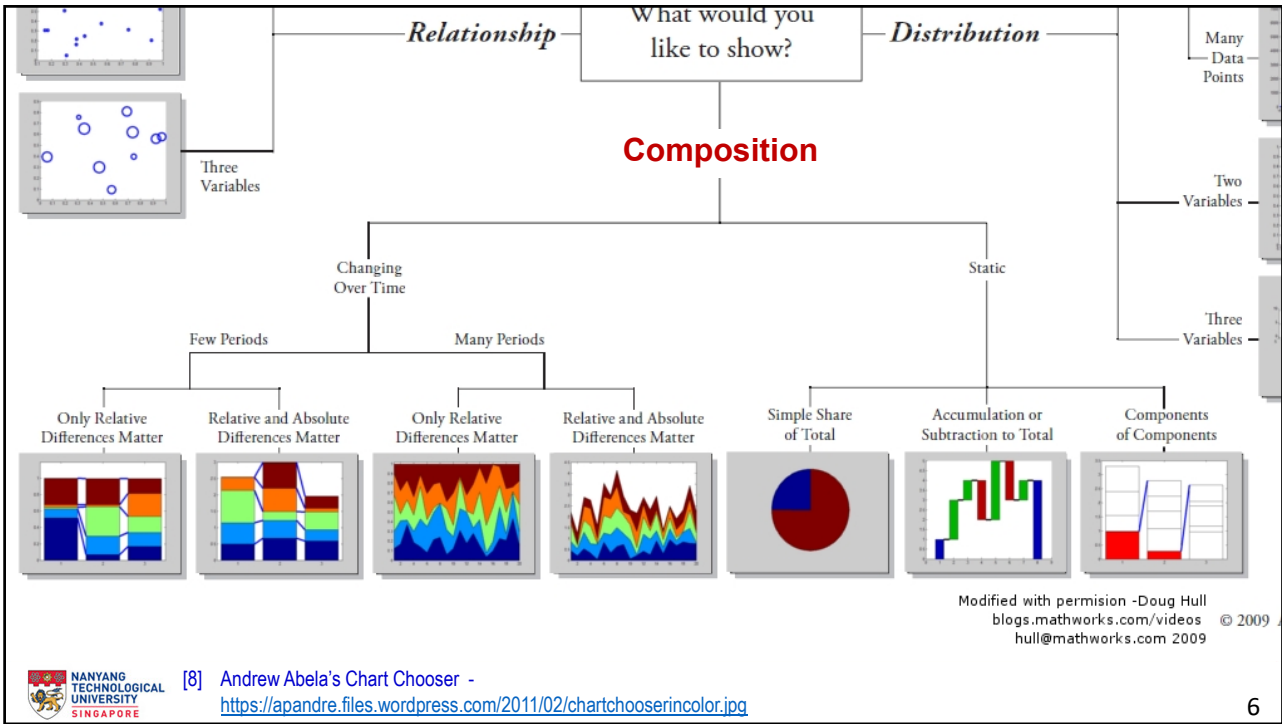 What would you
like to show?
Relationship
Distribution
Many
Data
Points
Composition
Three
Variables
Two
Variables
Three
Variables
Changing
Over Time
Static
Few Periods
Many Periods
Only Relative
Differences Matter
Relative and Absolute
Differences Matter
Only Relative
Differences Matter
Relative and Absolute
Differences Matter
Simple Share
of Total
Accumulation or
Subtraction to Total
Components
of Components
Modified with permision -Doug Hull
blogs.mathworks.com/videos
hull@mathworks.com 2009
© 2009
NANYANG
TECHNOLOGICAL
UNIVERSITY
SINGAPORE
[8] Andrew Abela's Chart Chooser -
https://apandre.files.wordpress.com/2011/02/chartchooserincolor.jpg
6